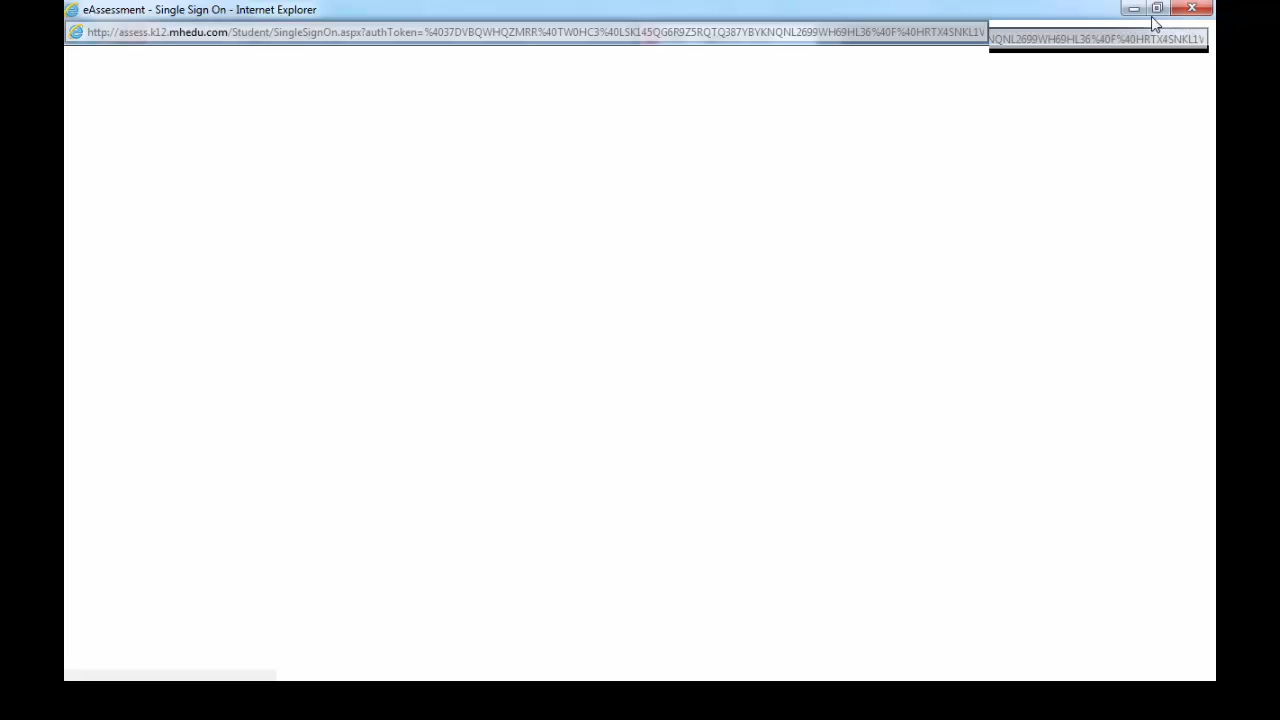 eAssessment - Single Sign On - Internet Explorer
http://assess.k12.mhedu.com/Student/SingleSignOn.aspx?authToken=%4037DVBQWHQZMRR%40TW0HC3%40LSK145QG6R9Z5RQTQ387YBYKNQNL2699WH69HL36%40F%40HRTX4SNKL1V
NQNL2699WH69HL36%40F%40HRTX4SNKL1V